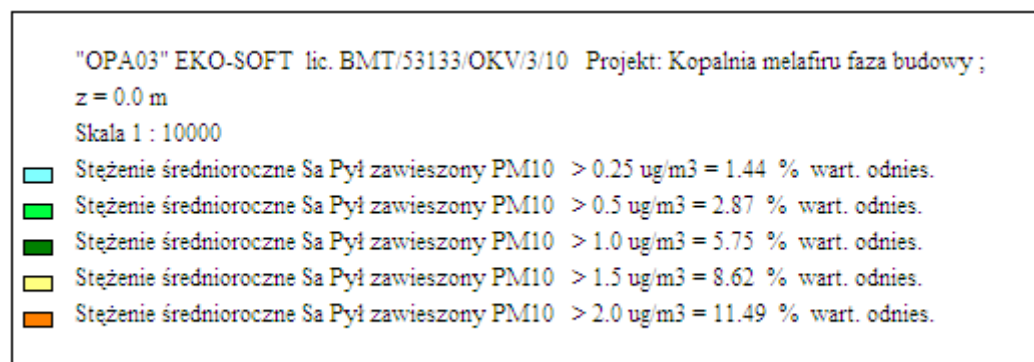 "OPA03" EKO-SOFT lic. BMT/53133/OKV/3/10 Projekt: Kopalnia melafiru faza budowy ;
z = 0.0 m
Skala 1 : 10000
Stężenie średnioroczne Sa Pył zawieszony PM10 > 0.25 ug/m3 = 1.44 % wart. odnies.
Stężenie średnioroczne Sa Pył zawieszony PM10 > 0.5 ug/m3 = 2.87 % wart. odnies.
Stężenie średnioroczne Sa Pył zawieszony PM10 > 1.0 ug/m3 = 5.75 % wart. odnies.
Stężenie średnioroczne Sa Pył zawieszony PM10 > 1.5 ug/m3 = 8.62 % wart. odnies.
Stężenie średnioroczne Sa Pył zawieszony PM10 > 2.0 ug/m3 = 11.49 % wart. odnies.